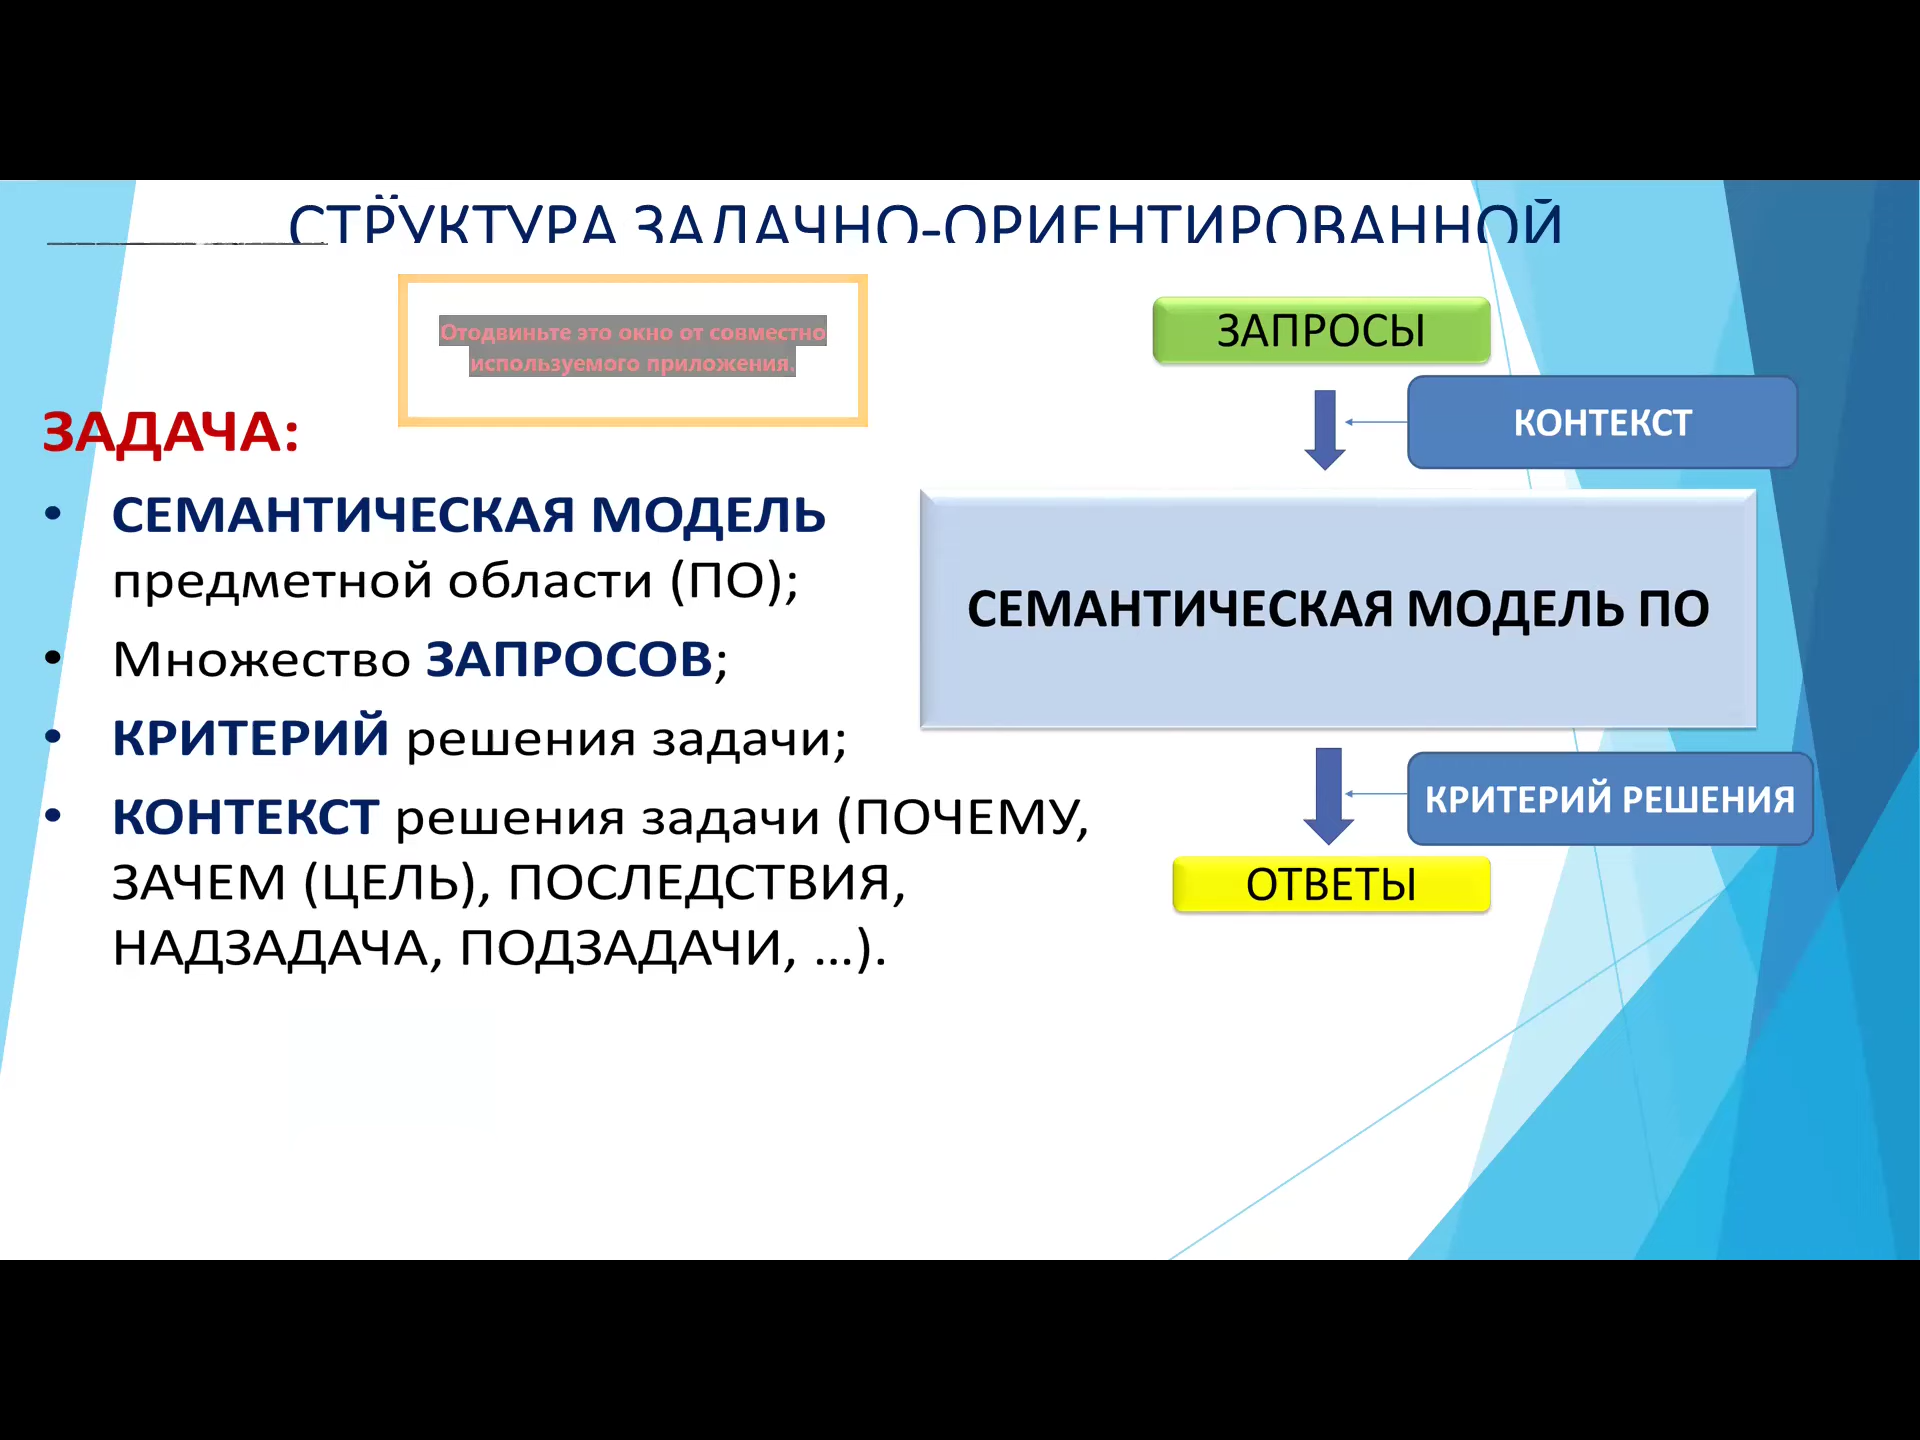 СТРУКТУРА ЗАДАЧНО-ОРИЕНТИРОВАННОЙ
Отодвиньте это окно от совместно
используемого приложения.
ЗАДАЧА:
• СЕМАНТИЧЕСКАЯ МОДЕЛЬ
предметной области (ПО);
• Множество ЗАПРОСОВ;
• КРИТЕРИЙ решения задачи;
• КОНТЕКСТ решения задачи (ПОЧЕМУ,
ЗАЧЕМ (ЦЕЛЬ), ПОСЛЕДСТВИЯ,
НАДЗАДАЧА, ПОДЗАДАЧИ, ...).
ЗАПРОСЫ
КОНТЕКСТ
СЕМАНТИЧЕСКАЯ МОДЕЛЬ ПО
КРИТЕРИЙ РЕШЕНИЯ
ОТВЕТЫ